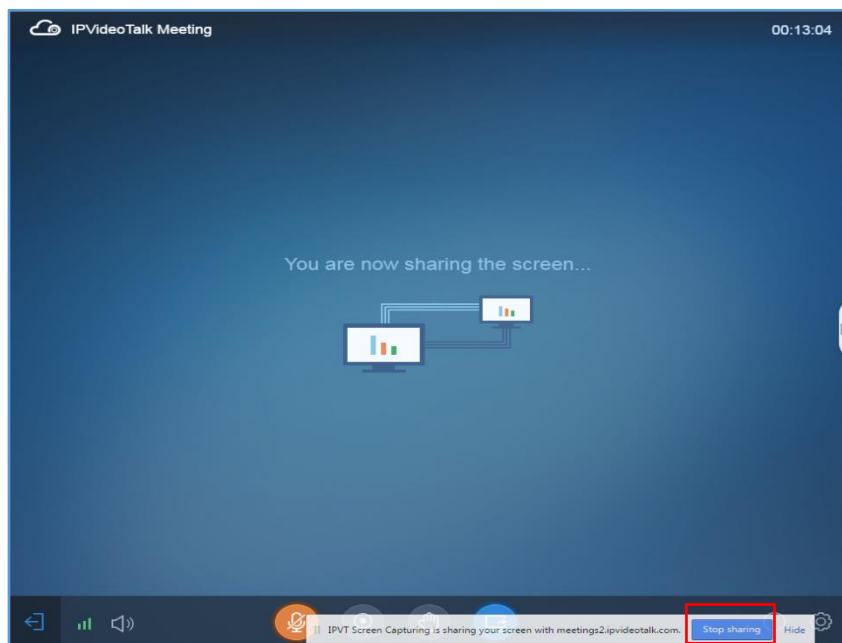 IPVideoTalk Meeting
00:13:04
You are now sharing the screen...
IPVT Screen Capturing is sharing your screen with meetings2.ipvideotalk.com.
Stop sharing
Hide